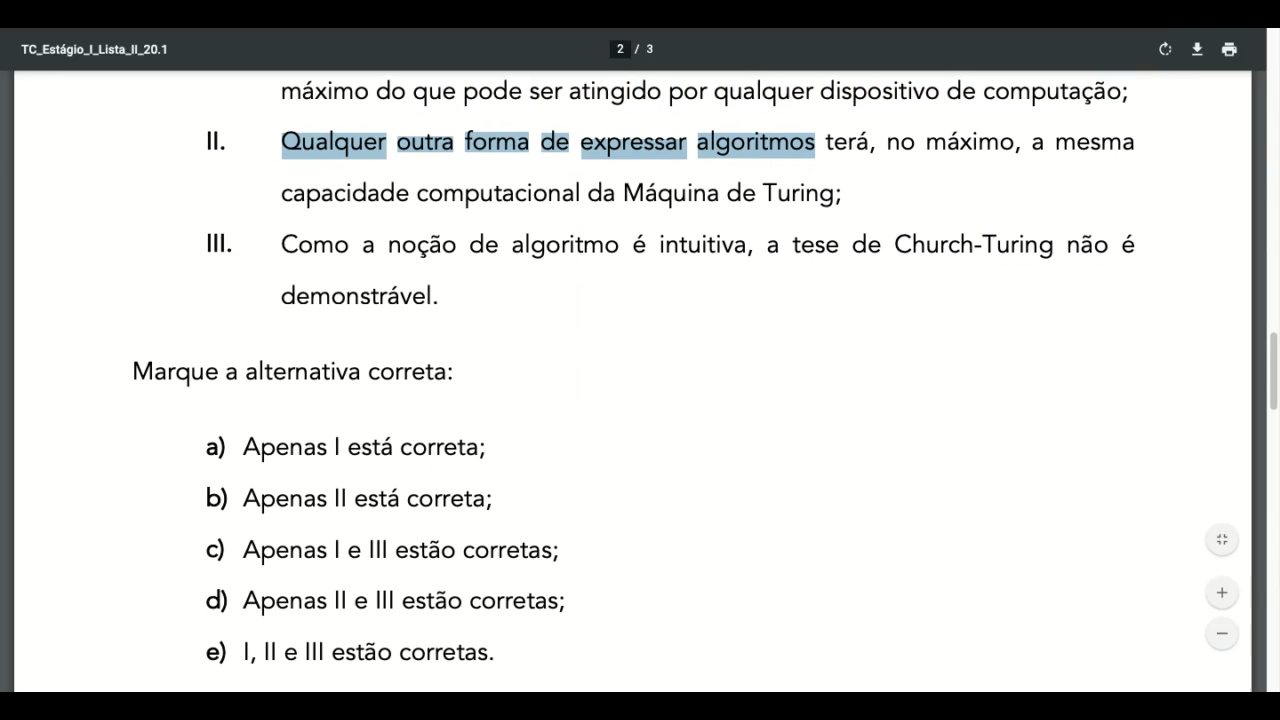 TC_Estágio_I_Lista_II_20.1
2 / 3
máximo do que pode ser atingido por qualquer dispositivo de computação;
II. Qualquer outra forma de expressar algoritmos terá, no máximo, a mesma
capacidade computacional da Máquina de Turing;
III. Como a noção de algoritmo é intuitiva, a tese de Church-Turing não é
demonstrável.
Marque a alternativa correta:
a) Apenas I está correta;
b) Apenas II está correta;
c) Apenas I e III estão corretas;
d) Apenas II e III estão corretas;
e) I, II e III estão corretas.